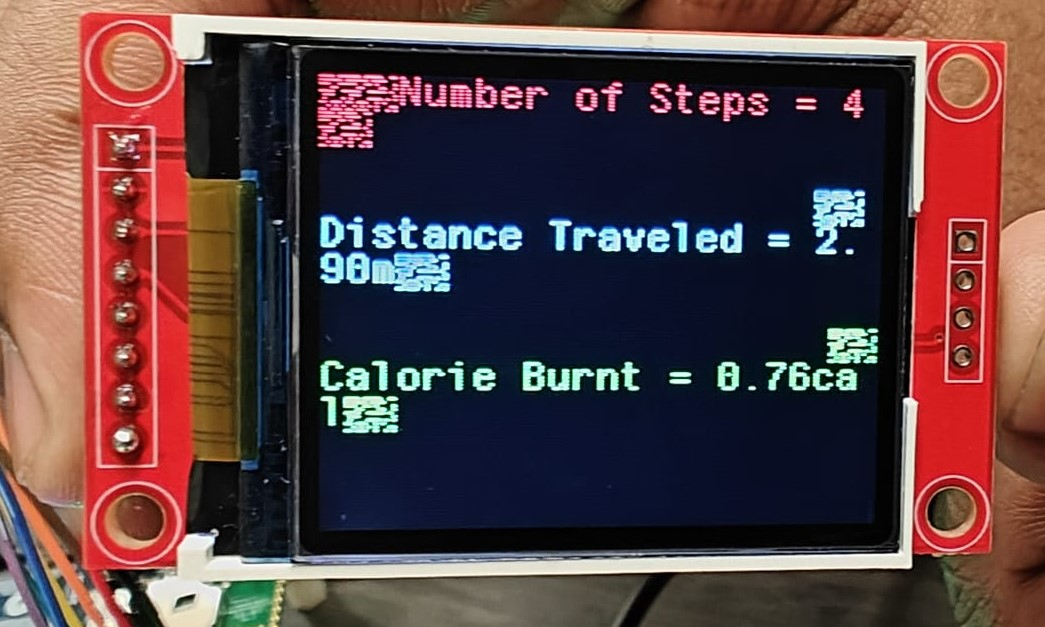 Number of Steps = 4
Distance Traveled = 2.
90m
Calorie Burnt = 0.76ca
l